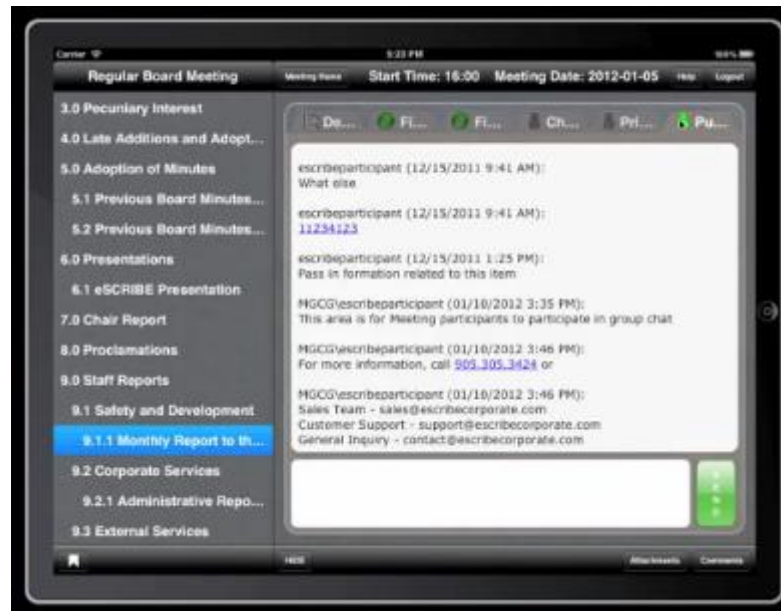 Carrier
5:23 PM
100%
Regular Board Meeting
Meeting Items
Start Time: 16:00 Meeting Date: 2012-01-05
Help
Logout
3.0 Pecuniary Interest
4.0 Late Additions and Adopt...
5.0 Adoption of Minutes
5.1 Previous Board Minutes...
5.2 Previous Board Minutes...
6.0 Presentations
6.1 eSCRIBE Presentation
7.0 Chair Report
8.0 Proclamations
9.0 Staff Reports
9.1 Safety and Development
9.1.1 Monthly Report to th...
9.2 Corporate Services
9.2.1 Administrative Repo...
9.3 External Services
De...
Fi...
Fi...
Ch...
Pri...
Pu...
escribeparticipant (12/15/2011 9:41 AM):
What else
escribeparticipant (12/15/2011 9:41 AM):
11234123
escribeparticipant (12/15/2011 1:25 PM):
Pass in formation related to this item
MGCG\escribeparticipant (01/10/2012 3:35 PM):
This area is for Meeting participants to participate in group chat
MGCG\escribeparticipant (01/10/2012 3:46 PM):
For more information, call 905.305.3424 or
MGCG\escribeparticipant (01/10/2012 3:46 PM):
Sales Team - sales@escribecorporate.com
Customer Support - support@escribecorporate.com
General Inquiry - contact@escribecorporate.com
HIDE
Attachments
Comments